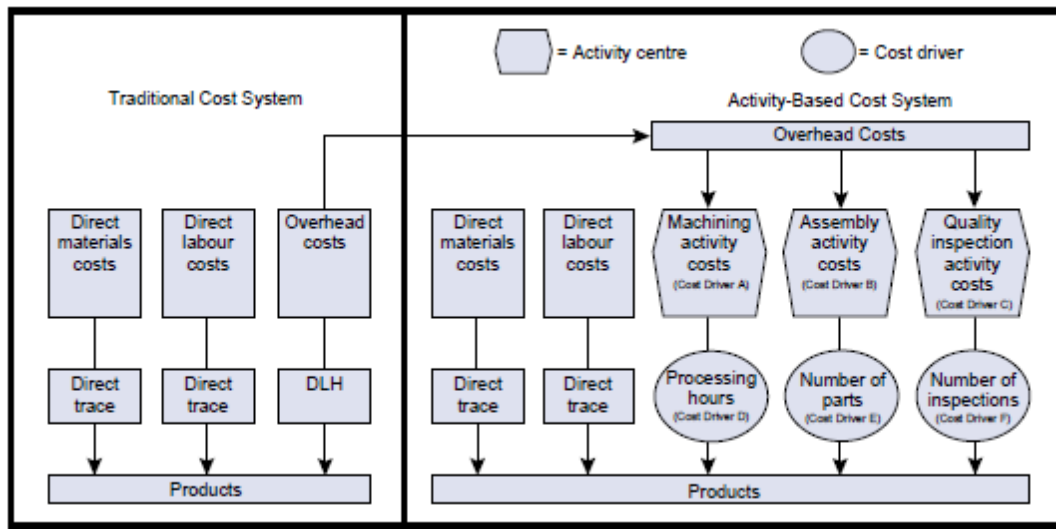 = Activity centre
= Cost driver
Traditional Cost System
Activity-Based Cost System
Overhead Costs
Direct
materials
costs
Direct
labour
costs
Overhead
costs
Direct
materials
costs
Direct
labour
costs
Machining
activity
costs
(Cost Driver A)
Assembly
activity
costs
(Cost Driver B)
Quality
inspection
activity
costs
(Cost Driver C)
Direct
trace
Direct
trace
DLH
Direct
trace
Direct
trace
Processing
hours
(Cost Driver D)
Number of
parts
(Cost Driver E)
Number of
inspections
(Cost Driver F)
Products
Products